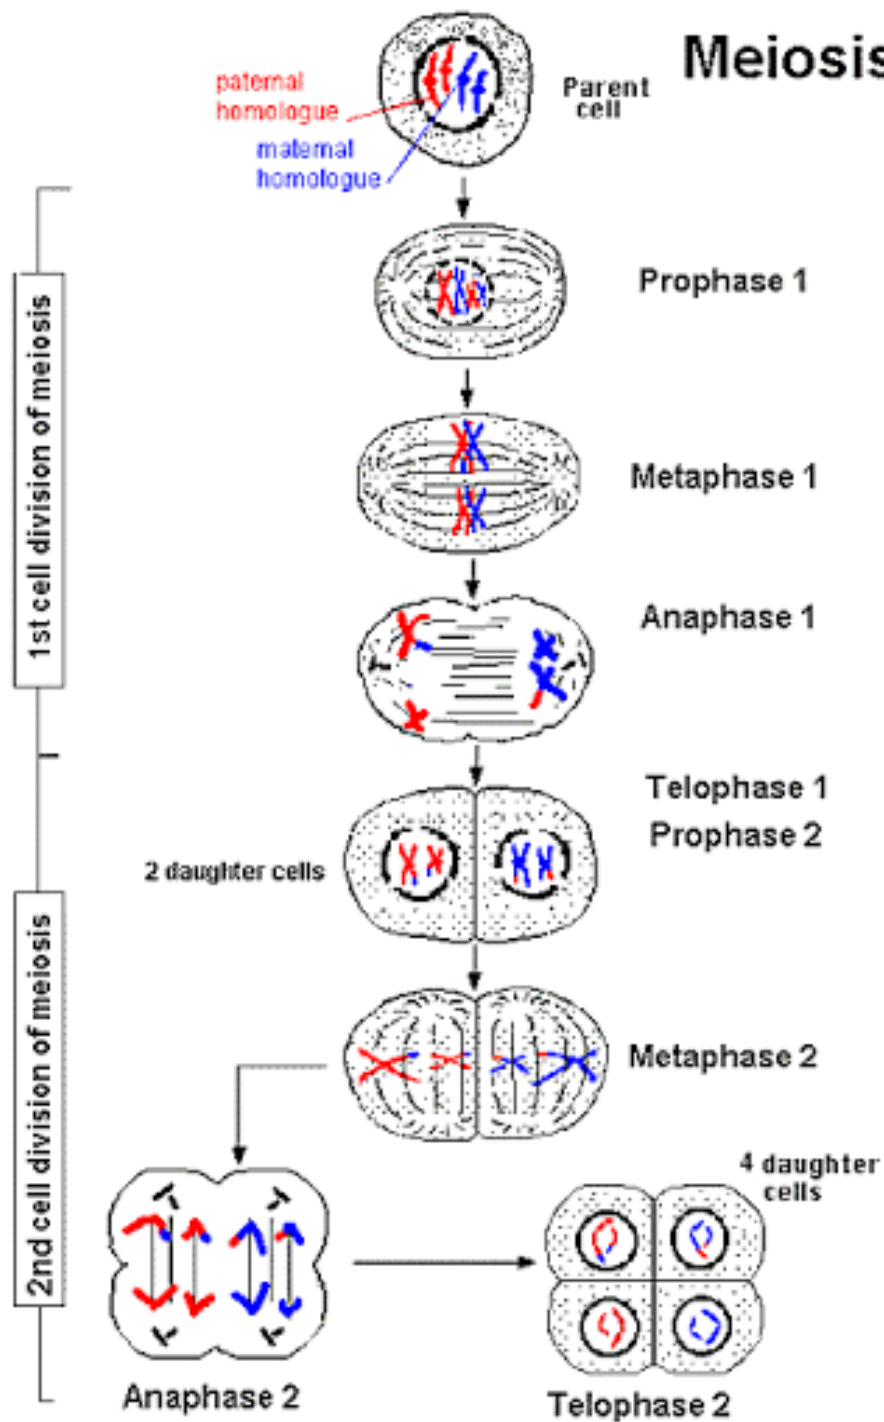 Meiosis
paternal
homologue
Parent
cell
maternal
homologue
1st cell division of meiosis
Prophase 1
Metaphase 1
Anaphase 1
Telophase 1
Prophase 2
2 daughter cells
2nd cell division of meiosis
Metaphase 2
4 daughter
cells
Anaphase 2
Telophase 2